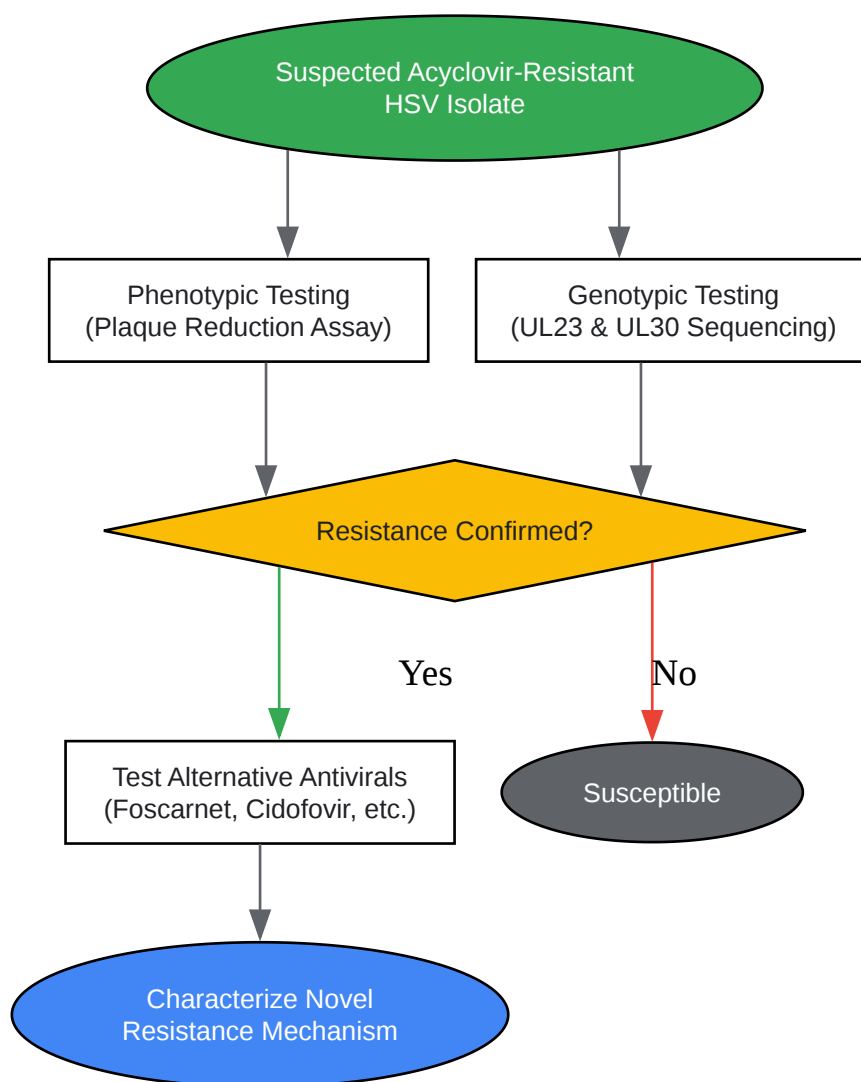 Suspected Acyclovir-Resistant
HSV Isolate
Phenotypic Testing
(Plaque Reduction Assay)
Genotypic Testing
(UL23 & UL30 Sequencing)
Resistance Confirmed?
Yes
No
Test Alternative Antivirals
(Foscarnet, Cidofovir, etc.)
Susceptible
Characterize Novel
Resistance Mechanism